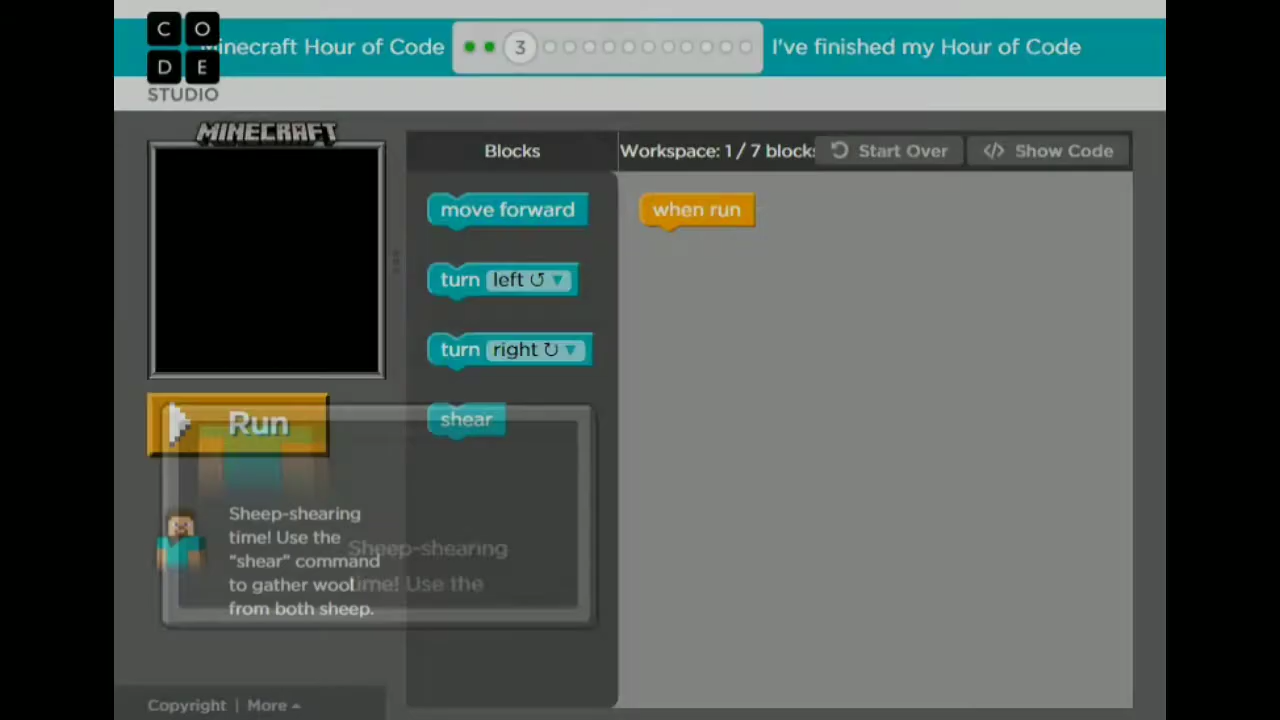 CODE
STUDIO
Minecraft Hour of Code
3
I've finished my Hour of Code
MINECRAFT
Blocks
Workspace: 1 / 7 blocks
Start Over
</> Show Code
move forward
when run
turn left ↺ ▼
turn right ↻ ▼
shear
Run
Sheep-shearing
time! Use the
"shear" command
to gather wool
from both sheep.
Sheep-shearing
time! Use the
Copyright | More